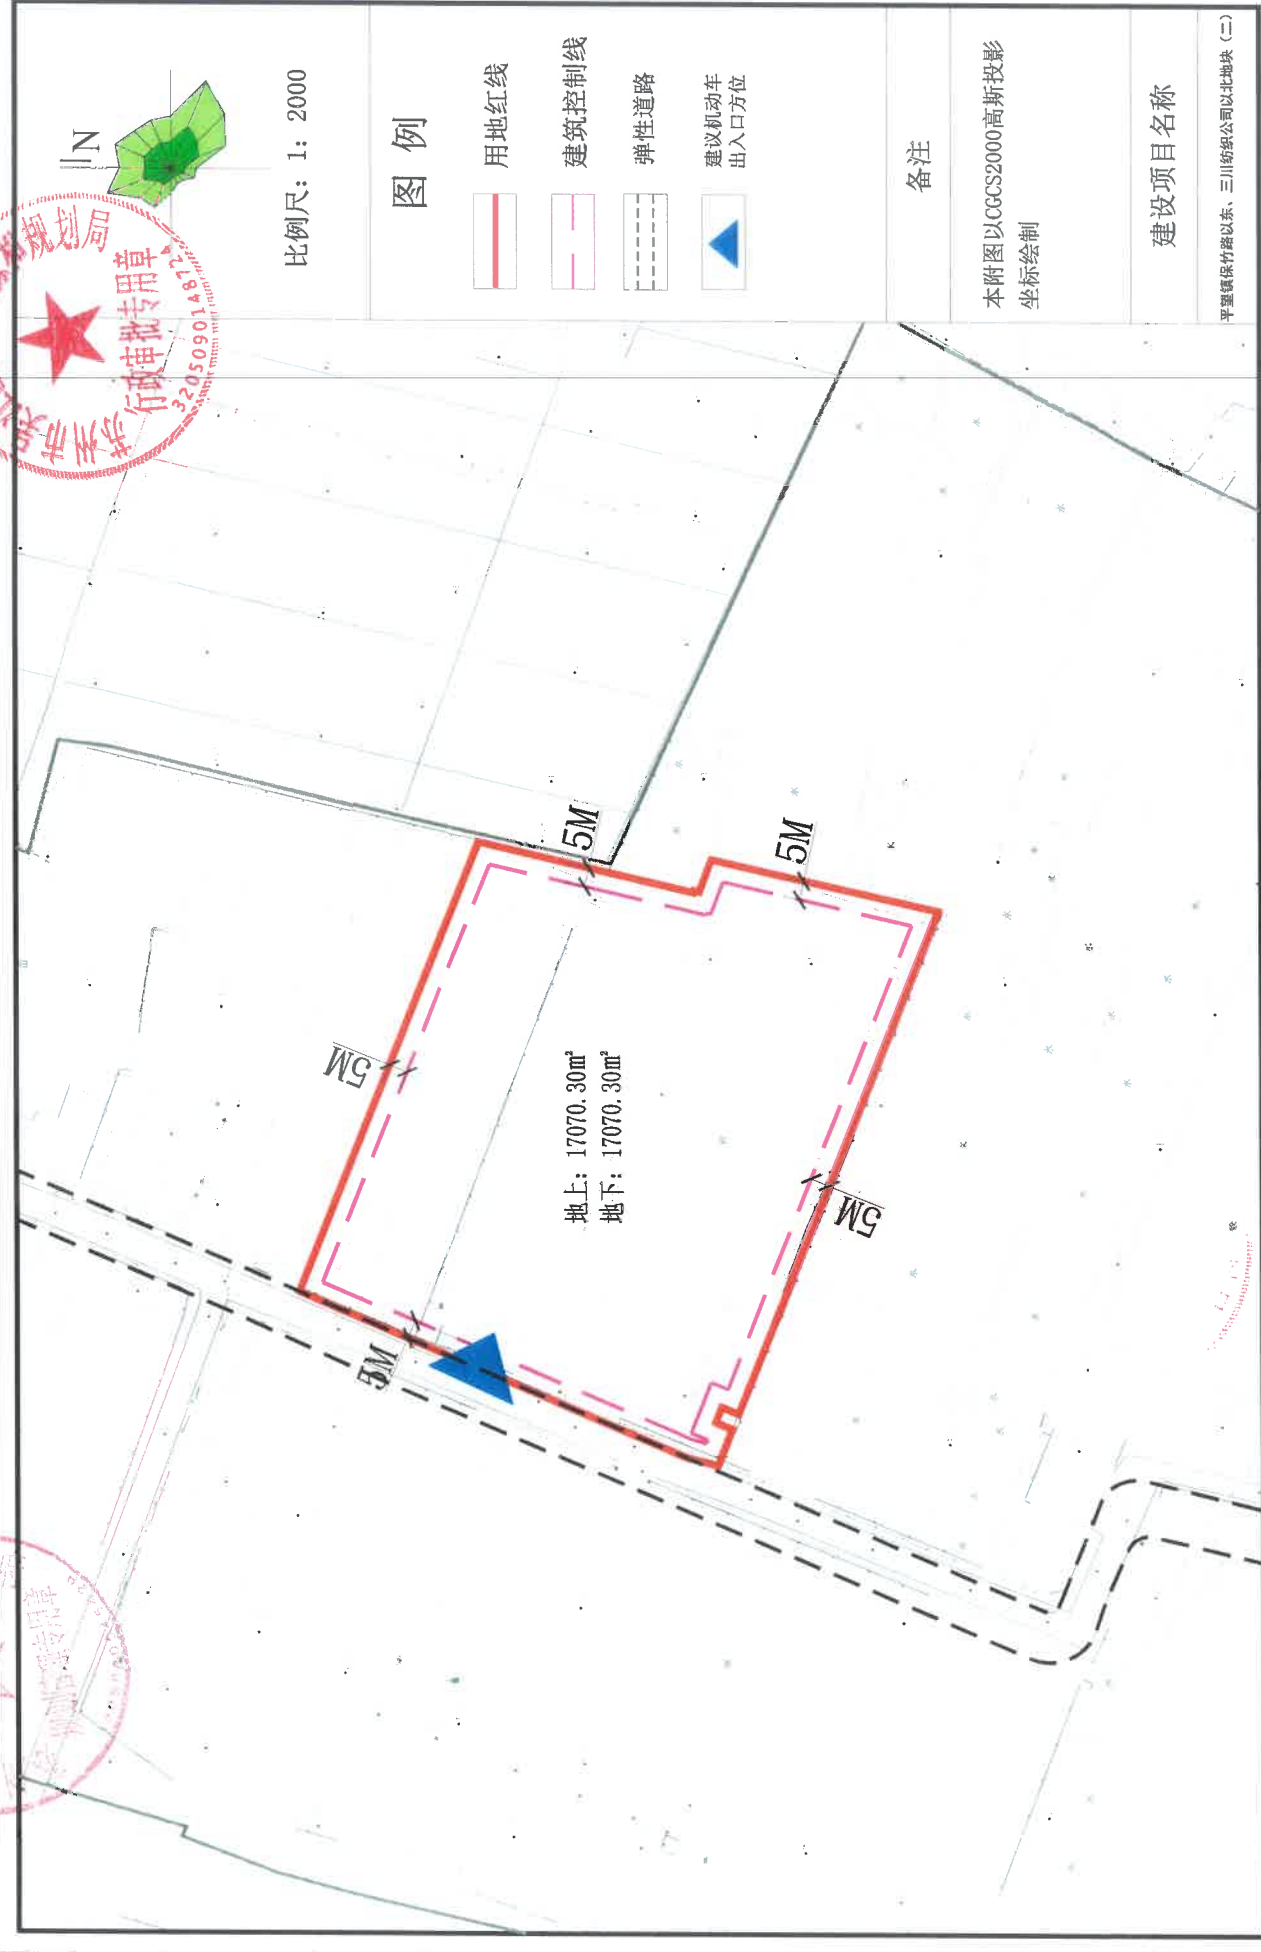 N
比例尺：1：2000
图 例
用地红线
建筑控制线
弹性道路
建议机动车
出入口方位
备注
本附图以CGCS2000高斯投影
坐标绘制
建设项目名称
平望镇保竹路以东、三川纺织公司以北地块（二）
规划局
行政审批专用章
苏州市
5M
5M
5M
5M
5M
地上：17070.30㎡
地下：17070.30㎡